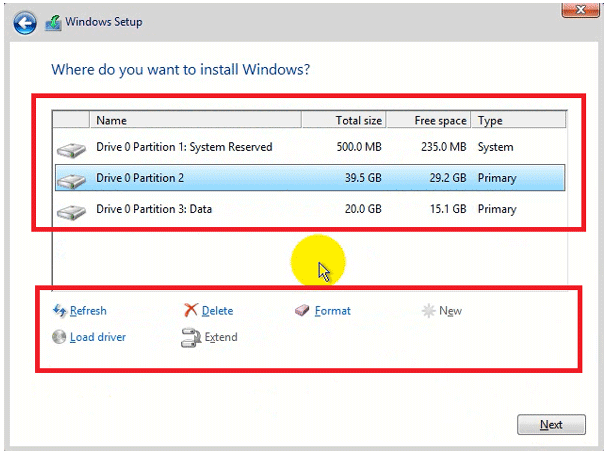 Windows Setup
Where do you want to install Windows?
Name Total size Free space Type
Drive 0 Partition 1: System Reserved 500.0 MB 235.0 MB System
Drive 0 Partition 2 39.5 GB 29.2 GB Primary
Drive 0 Partition 3: Data 20.0 GB 15.1 GB Primary
Refresh Delete Format New
Load driver Extend
Next